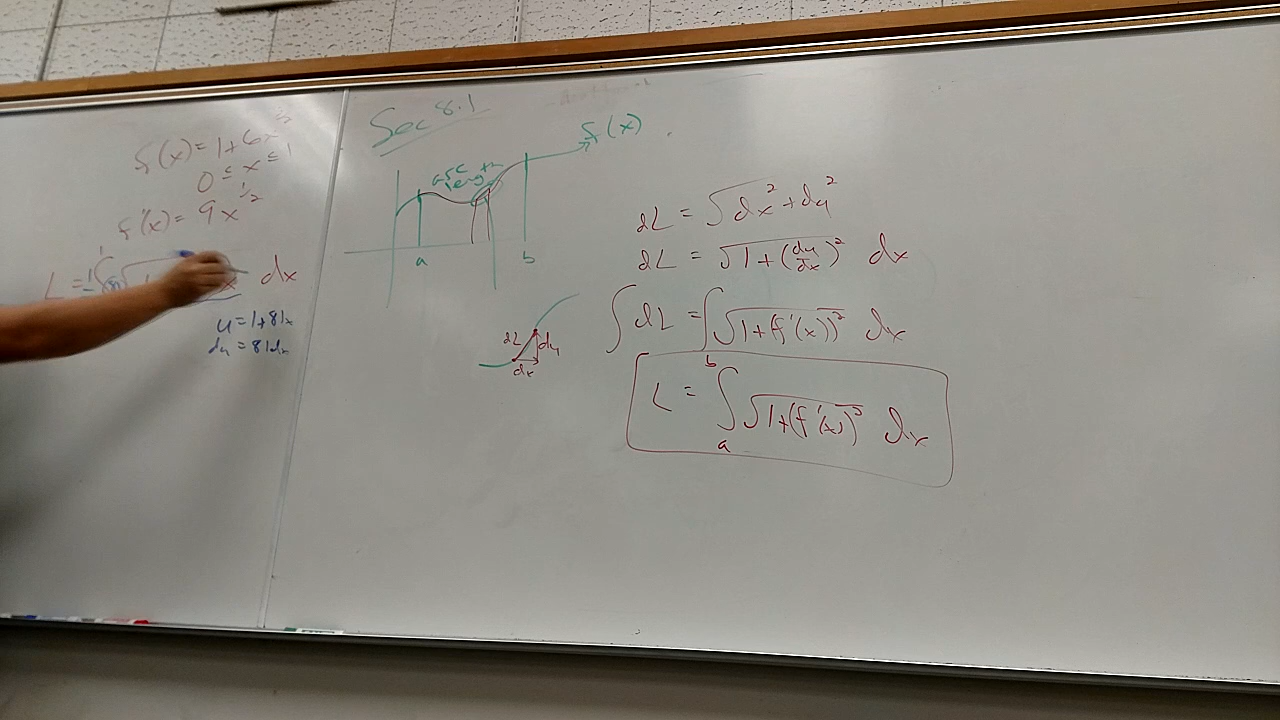 f(x) = 1+6x^3/2
0 ≤ x ≤ 1
f'(x) = 9x^1/2
L = dx
u = 1+81x
du = 81dx
Sec 8.1
f(x)
arc
length
a
b
dL
dy
dx
dL = √dx²+dy²
dL = √1+(dy/dx)² dx
∫dL = ∫√1+(f'(x))² dx
L = ∫_a^b √1+(f'(x))² dx